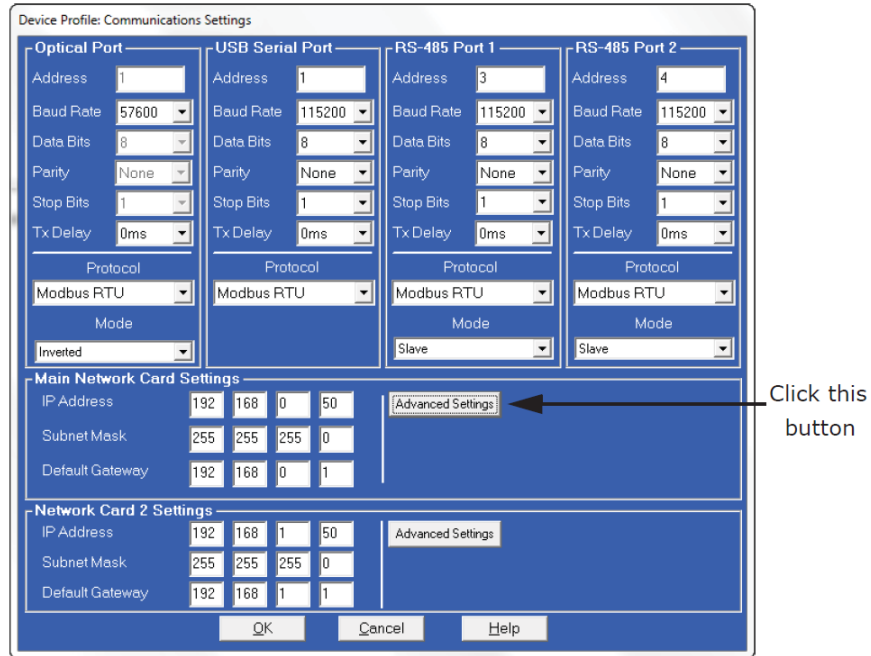 Device Profile: Communications Settings
Optical Port USB Serial Port RS-485 Port 1 RS-485 Port 2
Address 1 Address 1 Address 3 Address 4
Baud Rate 57600 Baud Rate 115200 Baud Rate 115200 Baud Rate 115200
Data Bits 8 Data Bits 8 Data Bits 8 Data Bits 8
Parity None Parity None Parity None Parity None
Stop Bits 1 Stop Bits 1 Stop Bits 1 Stop Bits 1
Tx Delay 0ms Tx Delay 0ms Tx Delay 0ms Tx Delay 0ms
Protocol Protocol Protocol Protocol
Modbus RTU Modbus RTU Modbus RTU Modbus RTU
Mode Mode Mode
Inverted Slave Slave
Main Network Card Settings
IP Address 192 168 0 50 Advanced Settings
Click this
button
Subnet Mask 255 255 255 0
Default Gateway 192 168 0 1
Network Card 2 Settings
IP Address 192 168 1 50 Advanced Settings
Subnet Mask 255 255 255 0
Default Gateway 192 168 1 1
OK Cancel Help